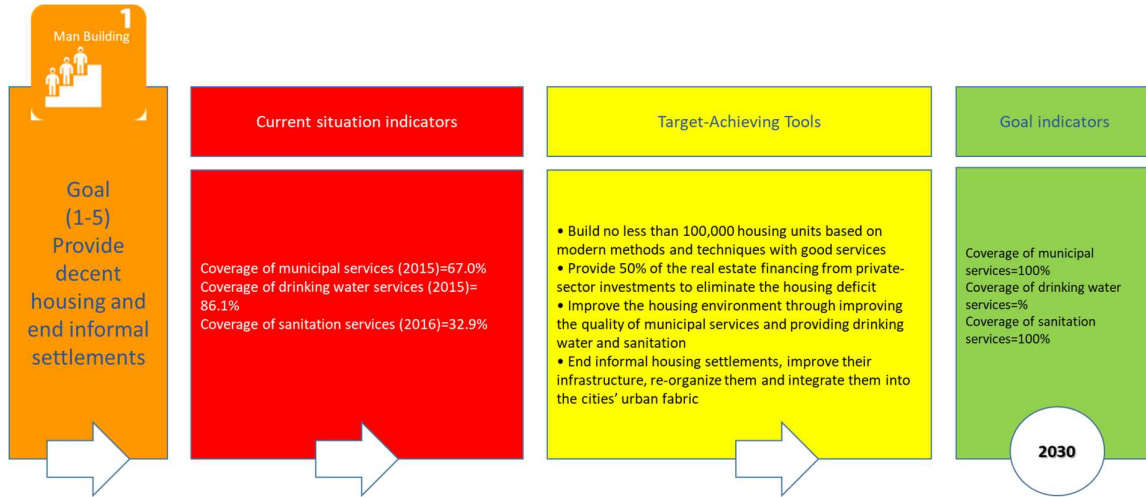 1
Man Building
Goal
(1-5)
Provide
decent
housing and
end informal
settlements
Current situation indicators
Coverage of municipal services (2015)=67.0%
Coverage of drinking water services (2015)=
86.1%
Coverage of sanitation services (2016)=32.9%
Target-Achieving Tools
• Build no less than 100,000 housing units based on
modern methods and techniques with good services
• Provide 50% of the real estate financing from private-
sector investments to eliminate the housing deficit
• Improve the housing environment through improving
the quality of municipal services and providing drinking
water and sanitation
• End informal housing settlements, improve their
infrastructure, re-organize them and integrate them into
the cities’ urban fabric
Goal indicators
Coverage of municipal
services=100%
Coverage of drinking water
services=%
Coverage of sanitation
services=100%
2030